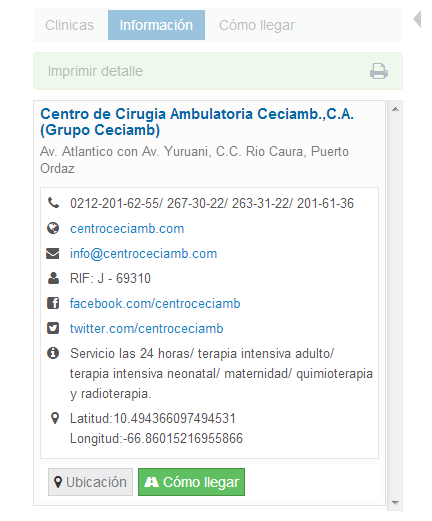 Clinicas Información Cómo llegar
Imprimir detalle
Centro de Cirugia Ambulatoria Ceciamb.,C.A.
(Grupo Ceciamb)
Av. Atlantico con Av. Yuruani, C.C. Rio Caura, Puerto
Ordaz
0212-201-62-55/ 267-30-22/ 263-31-22/ 201-61-36
centroceciamb.com
info@centroceciamb.com
RIF: J - 69310
facebook.com/centroceciamb
twitter.com/centroceciamb
Servicio las 24 horas/ terapia intensiva adulto/
terapia intensiva neonatal/ maternidad/ quimioterapia
y radioterapia.
Latitud:10.494366097494531
Longitud:-66.86015216955866
Ubicación Cómo llegar